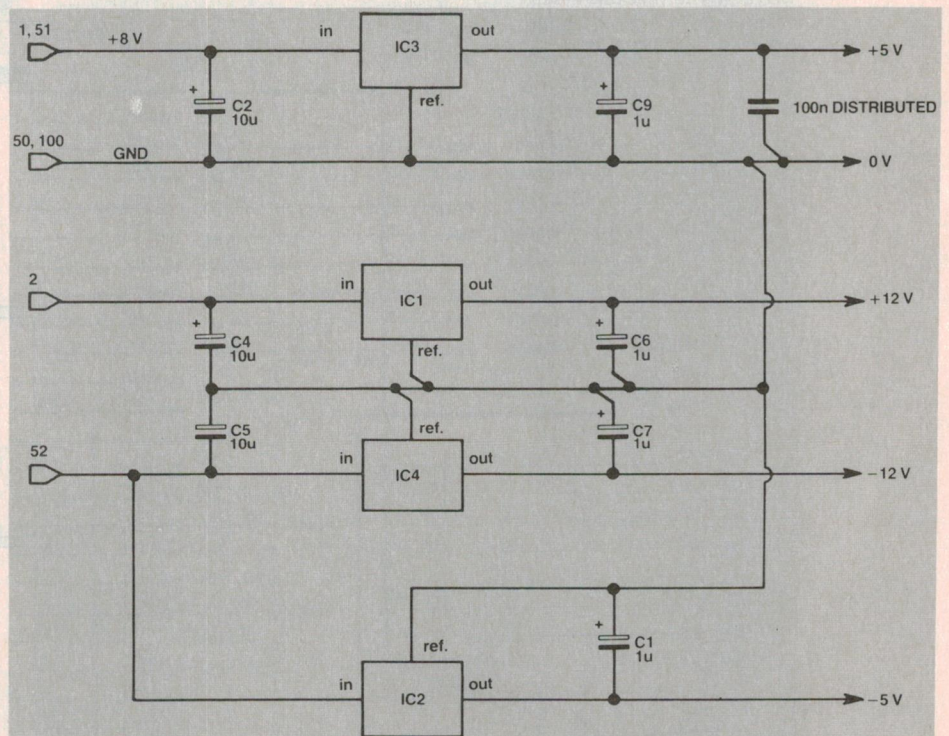 1, 51
+8 V
in
IC3
out
+5 V
ref.
+
C2
10u
+
C9
1u
100n DISTRIBUTED
50, 100
GND
0 V
2
in
IC1
out
+12 V
+
C4
10u
ref.
+
C6
1u
C5
10u
ref.
C7
1u
52
in
IC4
out
−12 V
ref.
+
C1
1u
in
IC2
out
−5 V